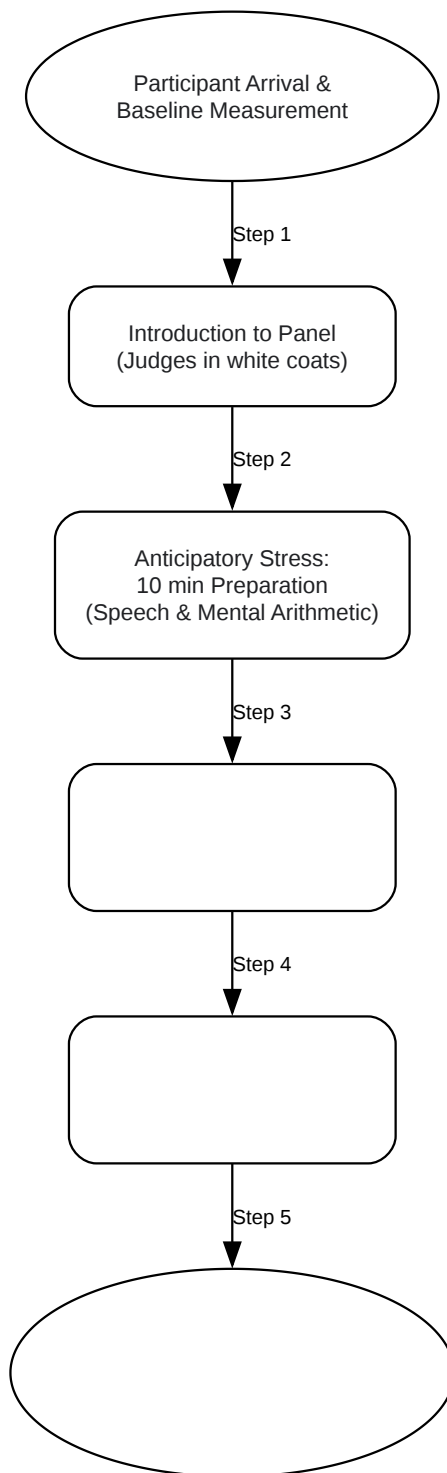 Participant Arrival &
Baseline Measurement
Step 1
Introduction to Panel
(Judges in white coats)
Step 2
Anticipatory Stress:
10 min Preparation
(Speech & Mental Arithmetic)
Step 3
Step 4
Step 5